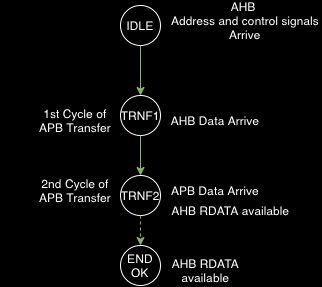 AHB
IDLE
Address and control signals
Arrive
1st Cycle of
APB Transfer
TRNF1
AHB Data Arrive
2nd Cycle of
APB Transfer
TRNF2
APB Data Arrive
AHB RDATA available
END
OK
AHB RDATA
available